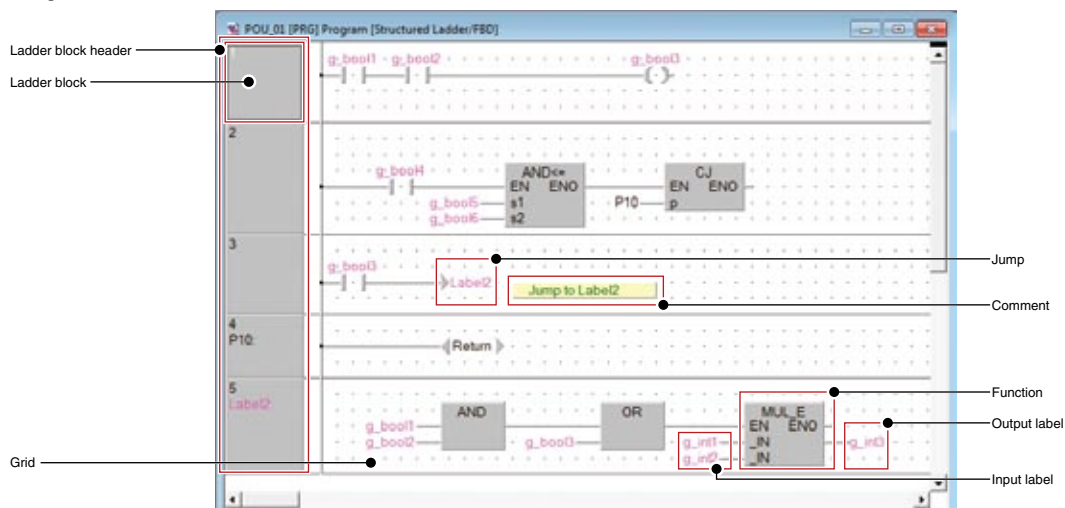 POU_01 [PRG] Program [Structured Ladder/FBD]
Ladder block header
Ladder block
g_bool1 g_bool2 g_bool3
2
g_bool4
AND<=
EN ENO
g_bool5 s1
g_bool6 s2
CJ
EN ENO
P10 p
3
g_bool3
Label2
Jump to Label2
Jump
Comment
4
P10:
Return
5
Label2:
AND
g_bool1
g_bool2
OR
g_bool3
MUL_E
EN ENO
g_int1 _IN
g_int2 _IN
g_int3
Function
Output label
Input label
Grid